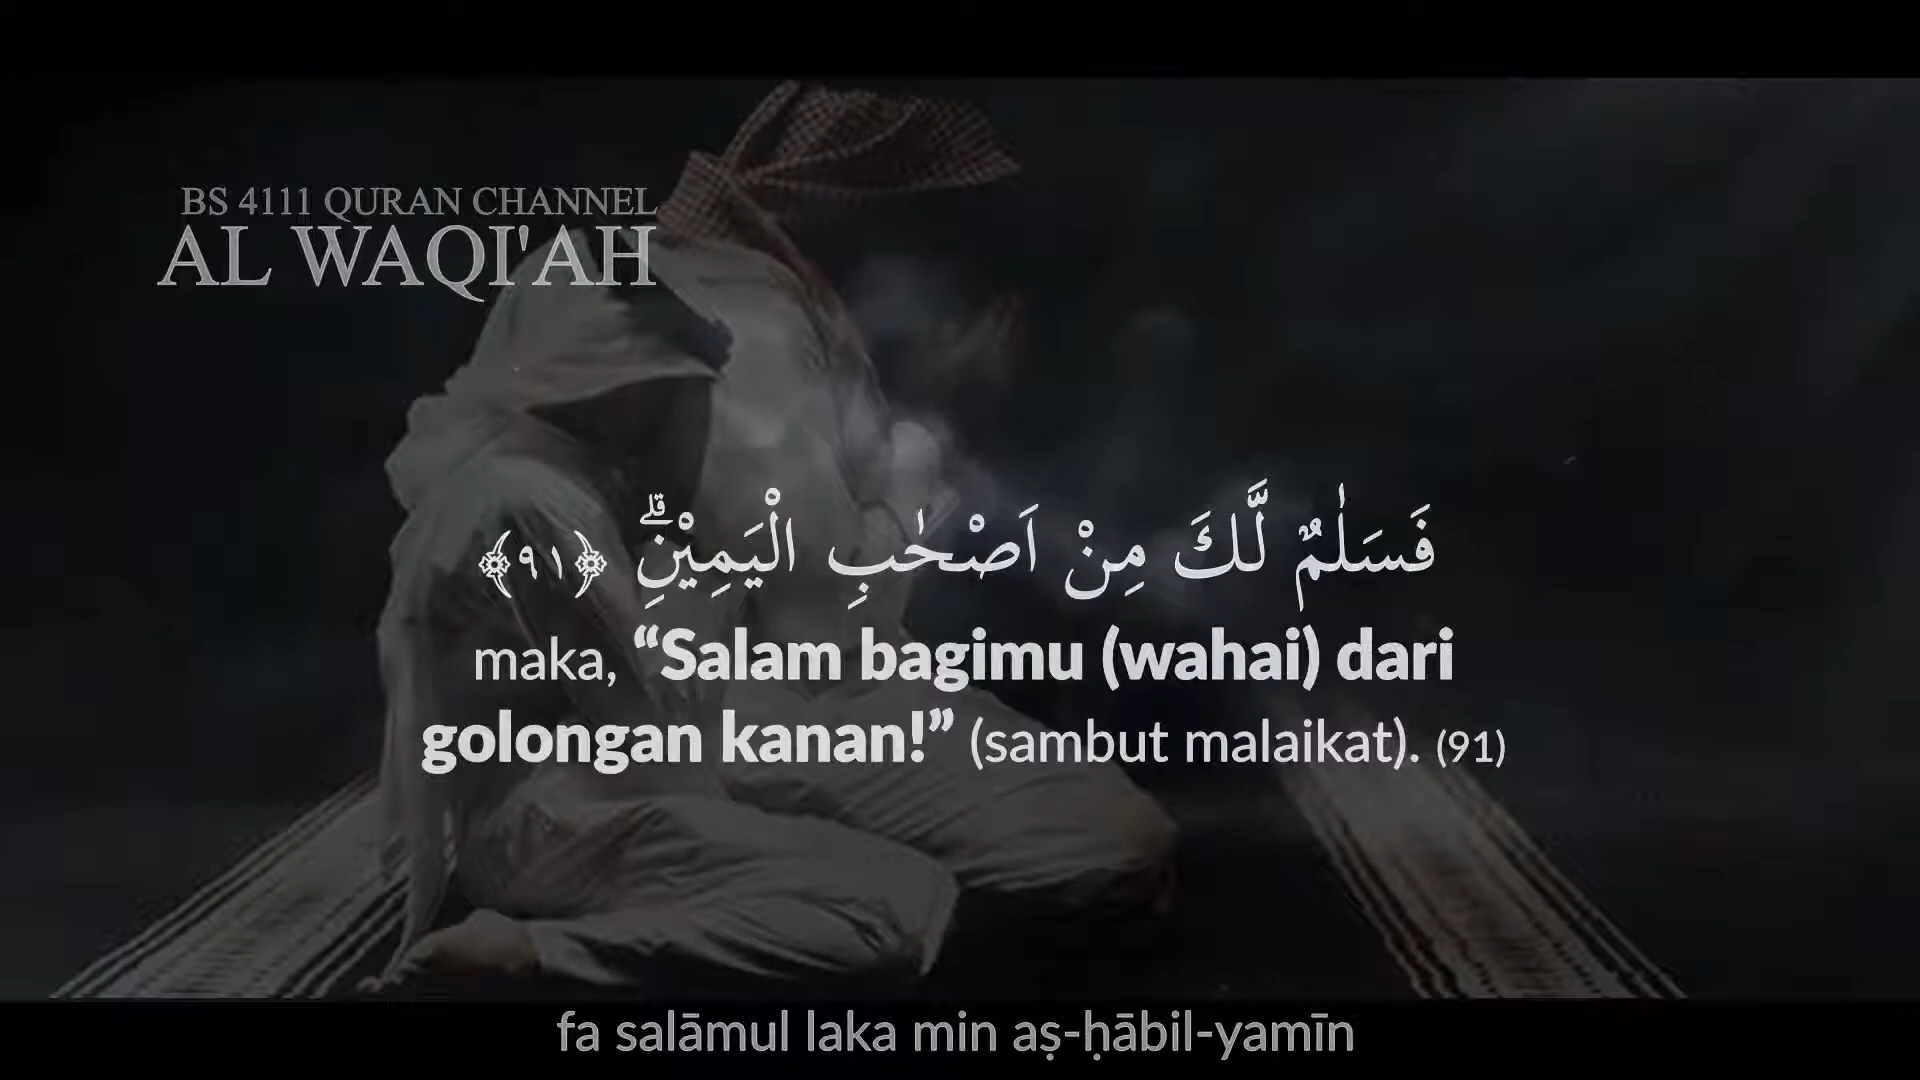 BS 4111 QURAN CHANNEL
AL WAQI'AH
فَسَلٰمٌ لَّكَ مِنْ اَصْحٰبِ الْيَمِيْنِۗ ﴿٩١﴾
maka, “Salam bagimu (wahai) dari
golongan kanan!” (sambut malaikat). (91)
fa salāmul laka min aṣ-ḥābil-yamīn